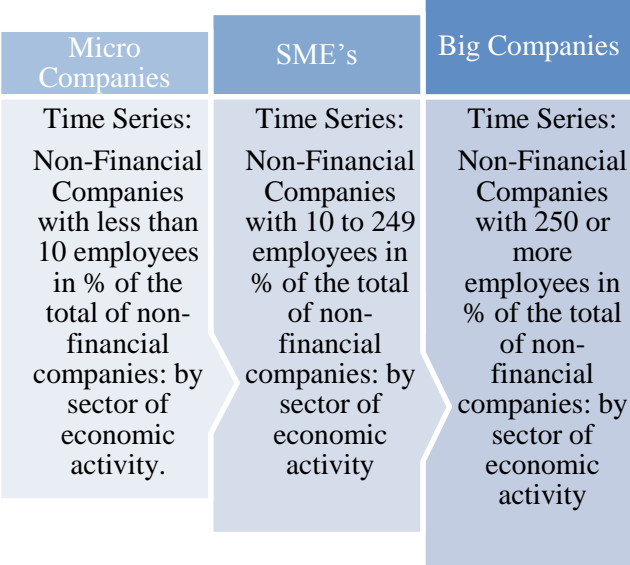 Micro
Companies
Time Series:
Non-Financial
Companies
with less than
10 employees
in % of the
total of non-
financial
companies: by
sector of
economic
activity.
SME's
Time Series:
Non-Financial
Companies
with 10 to 249
employees in
% of the total
of non-
financial
companies: by
sector of
economic
activity
Big Companies
Time Series:
Non-Financial
Companies
with 250 or
more
employees in
% of the total
of non-
financial
companies: by
sector of
economic
activity